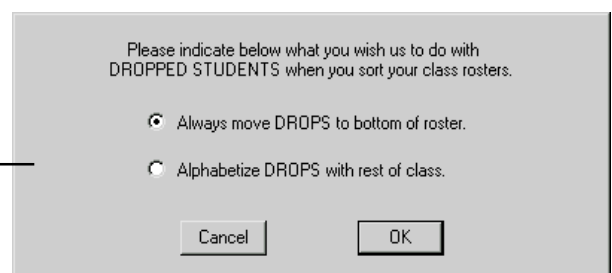 Please indicate below what you wish us to do with
DROPPED STUDENTS when you sort your class rosters.
Always move DROPS to bottom of roster.
Alphabetize DROPS with rest of class.
Cancel OK